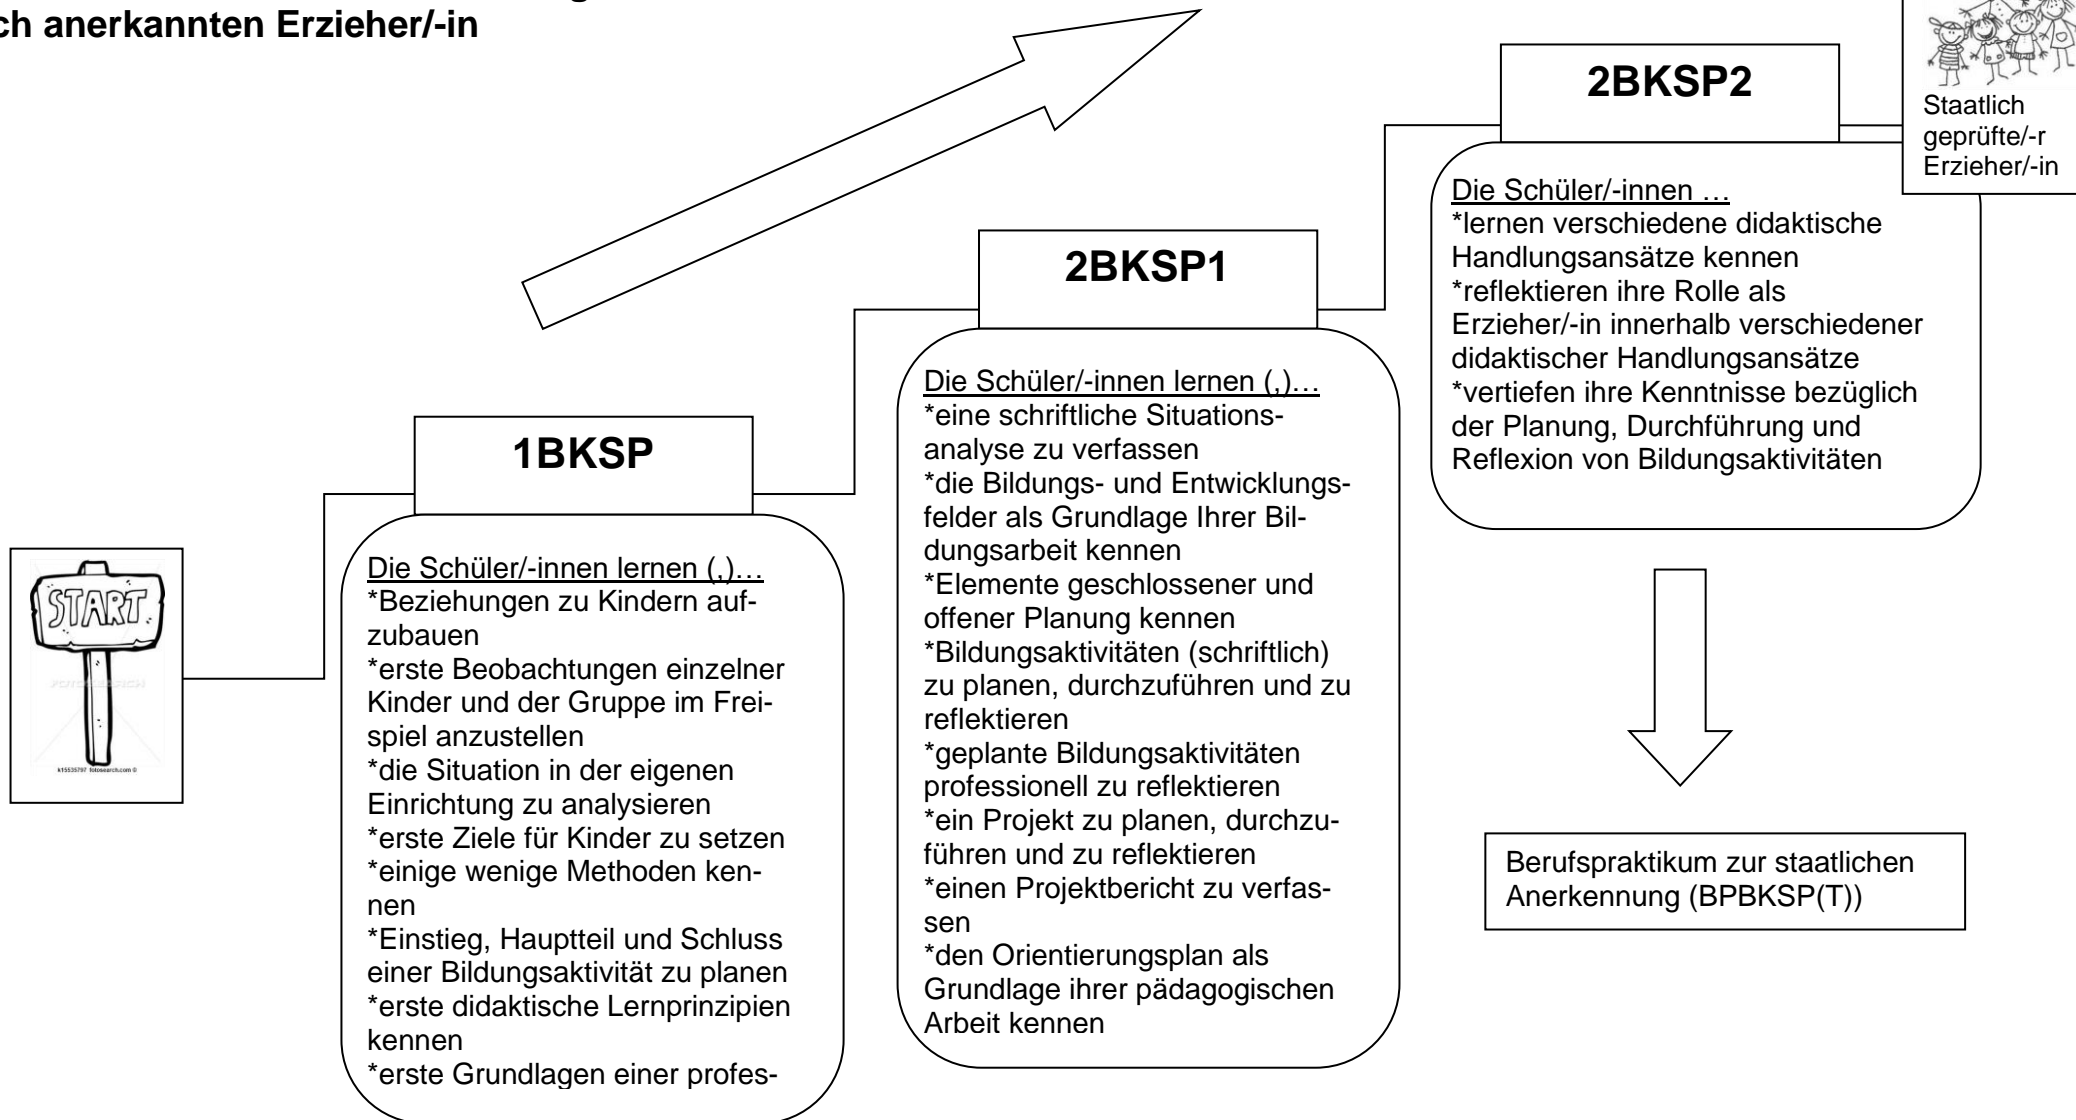 ch anerkannten Erzieher/-in
START.
1BKSP
Die Schüler/-innen lernen (,)…
*Beziehungen zu Kindern auf-
zubauen
*erste Beobachtungen einzelner
Kinder und der Gruppe im Frei-
spiel anzustellen
*die Situation in der eigenen
Einrichtung zu analysieren
*erste Ziele für Kinder zu setzen
*einige wenige Methoden ken-
nen
*Einstieg, Hauptteil und Schluss
einer Bildungsaktivität zu planen
*erste didaktische Lernprinzipien
kennen
*erste Grundlagen einer profes-
2BKSP1
Die Schüler/-innen lernen (,)…
*eine schriftliche Situations-
analyse zu verfassen
*die Bildungs- und Entwicklungs-
felder als Grundlage Ihrer Bil-
dungsarbeit kennen
*Elemente geschlossener und
offener Planung kennen
*Bildungsaktivitäten (schriftlich)
zu planen, durchzuführen und zu
reflektieren
*geplante Bildungsaktivitäten
professionell zu reflektieren
*ein Projekt zu planen, durchzu-
führen und zu reflektieren
*einen Projektbericht zu verfas-
sen
*den Orientierungsplan als
Grundlage ihrer pädagogischen
Arbeit kennen
2BKSP2
Die Schüler/-innen …
*lernen verschiedene didaktische
Handlungsansätze kennen
*reflektieren ihre Rolle als
Erzieher/-in innerhalb verschiedener
didaktischer Handlungsansätze
*vertiefen ihre Kenntnisse bezüglich
der Planung, Durchführung und
Reflexion von Bildungsaktivitäten
Staatlich
geprüfte/-r
Erzieher/-in
Berufspraktikum zur staatlichen
Anerkennung (BPBKSP(T))